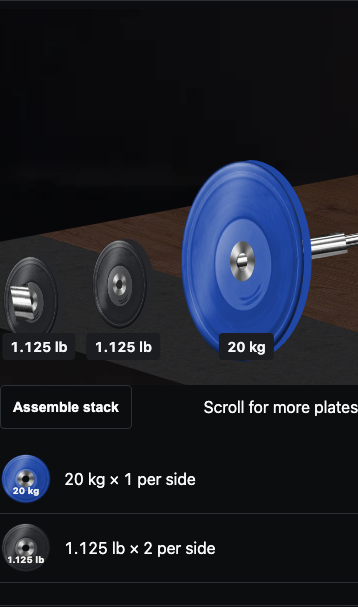 1.125 lb
1.125 lb
20 kg
Assemble stack
Scroll for more plates
20 kg
20 kg × 1 per side
1.125 lb
1.125 lb × 2 per side